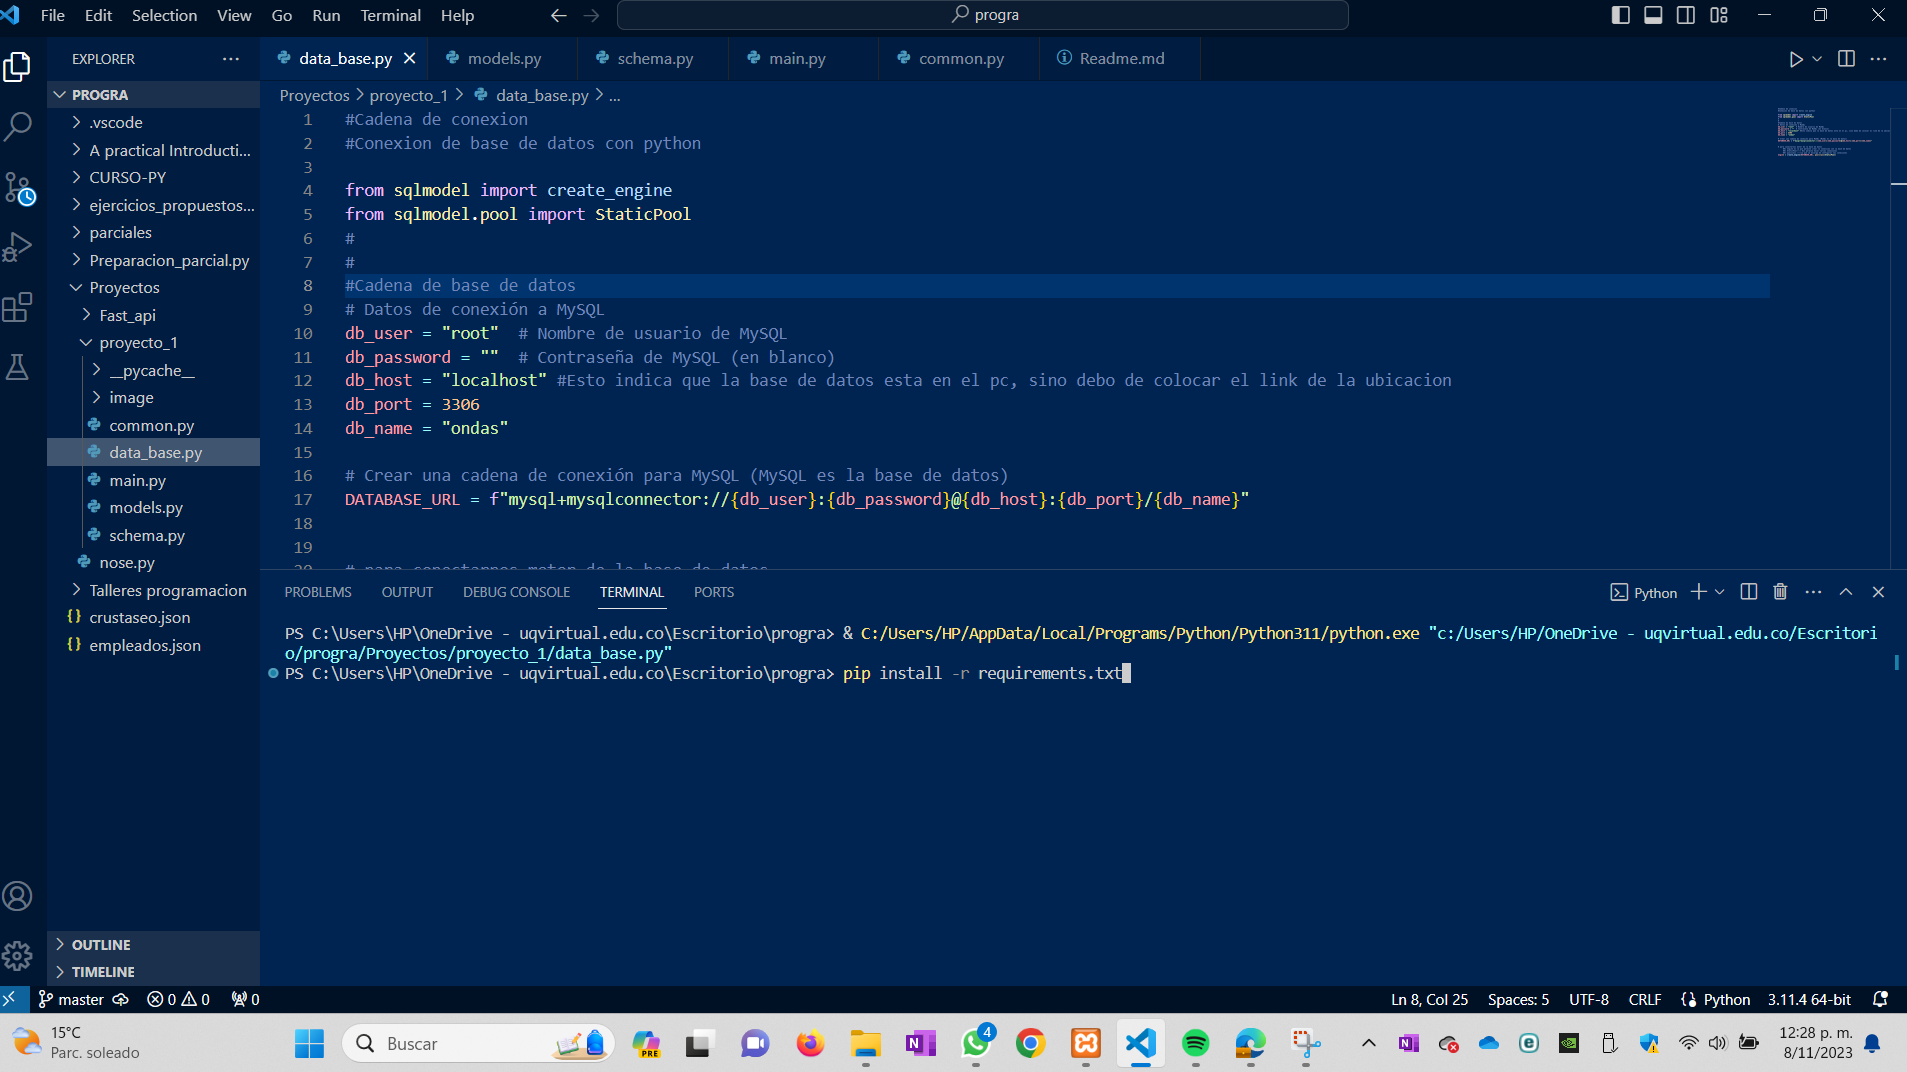 File Edit Selection View Go Run Terminal Help
progra
EXPLORER
data_base.py
models.py
schema.py
main.py
common.py
Readme.md
PROGRA
.vscode
A practical Introducti...
CURSO-PY
ejercicios_propuestos...
parciales
Preparacion_parcial.py
Proyectos
Fast_api
proyecto_1
__pycache__
image
common.py
data_base.py
main.py
models.py
schema.py
nose.py
Talleres programacion
crustaseo.json
empleados.json
OUTLINE
TIMELINE
Proyectos > proyecto_1 > data_base.py > ...
1 #Cadena de conexion
2 #Conexion de base de datos con python
3
4 from sqlmodel import create_engine
5 from sqlmodel.pool import StaticPool
6 #
7 #
8 #Cadena de base de datos
9 # Datos de conexión a MySQL
10 db_user = "root"  # Nombre de usuario de MySQL
11 db_password = ""  # Contraseña de MySQL (en blanco)
12 db_host = "localhost" #Esto indica que la base de datos esta en el pc, sino debo de colocar el link de la ubicacion
13 db_port = 3306
14 db_name = "ondas"
15
16 # Crear una cadena de conexión para MySQL (MySQL es la base de datos)
17 DATABASE_URL = f"mysql+mysqlconnector://{db_user}:{db_password}@{db_host}:{db_port}/{db_name}"
18
19
20 # para conectarnos motor de la base de datos
PROBLEMS OUTPUT DEBUG CONSOLE TERMINAL PORTS
Python
PS C:\Users\HP\OneDrive - uqvirtual.edu.co\Escritorio\progra> & C:/Users/HP/AppData/Local/Programs/Python/Python311/python.exe "c:/Users/HP/OneDrive - uqvirtual.edu.co/Escritori
o/progra/Proyectos/proyecto_1/data_base.py"
PS C:\Users\HP\OneDrive - uqvirtual.edu.co\Escritorio\progra> pip install -r requirements.txt
master 0 0 0
Ln 8, Col 25 Spaces: 5 UTF-8 CRLF Python 3.11.4 64-bit
15°C
Parc. soleado
Buscar
PRE
4
12:28 p. m.
8/11/2023